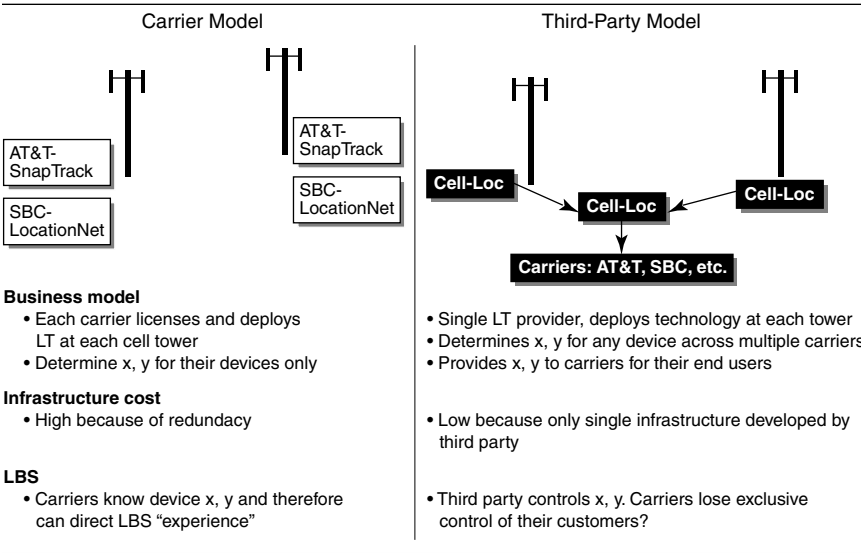 Carrier Model
AT&T-
SnapTrack
SBC-
LocationNet
AT&T-
SnapTrack
SBC-
LocationNet
Third-Party Model
Cell-Loc
Cell-Loc
Cell-Loc
Carriers: AT&T, SBC, etc.
Business model
• Each carrier licenses and deploys
LT at each cell tower
• Determine x, y for their devices only
• Single LT provider, deploys technology at each tower
• Determines x, y for any device across multiple carriers
• Provides x, y to carriers for their end users
Infrastructure cost
• High because of redundacy
• Low because only single infrastructure developed by
third party
LBS
• Carriers know device x, y and therefore
can direct LBS “experience”
• Third party controls x, y. Carriers lose exclusive
control of their customers?